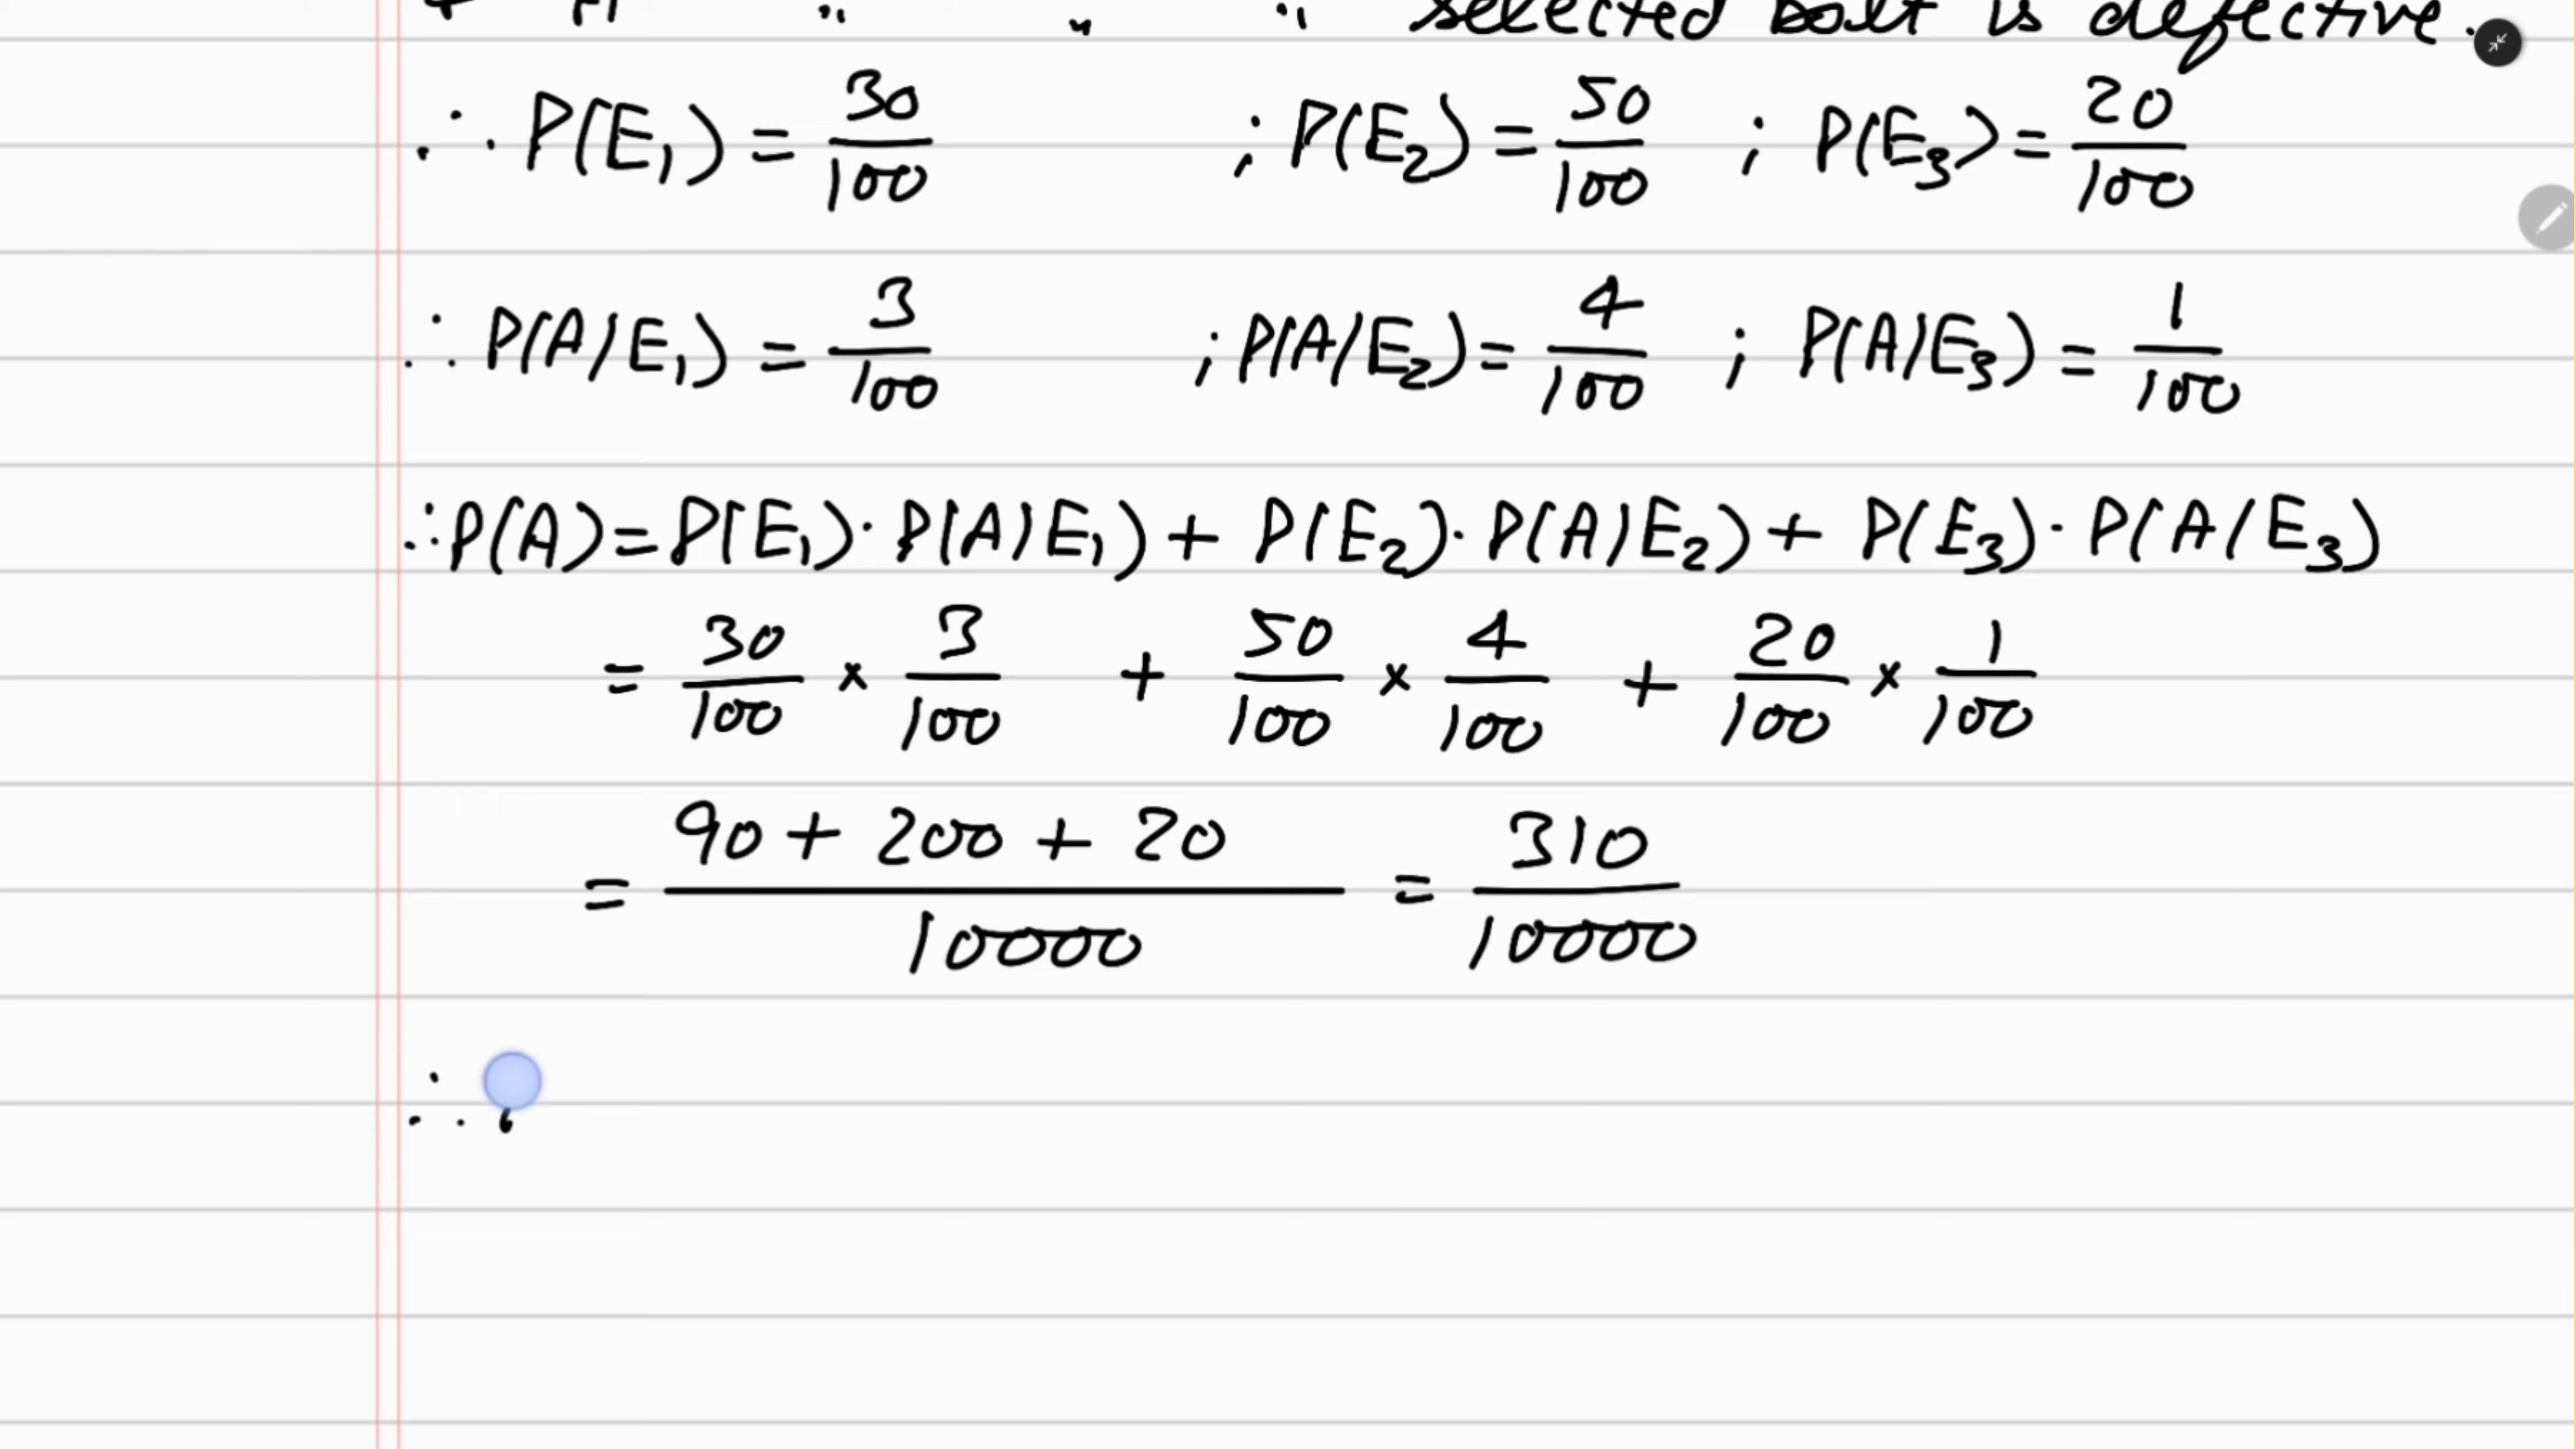 selected bolt is defective.
∴ P(E₁) = 30/100 ; P(E₂) = 50/100 ; P(E₃) = 20/100
∴ P(A/E₁) = 3/100 ; P(A/E₂) = 4/100 ; P(A/E₃) = 1/100
∴ P(A) = P(E₁)·P(A/E₁) + P(E₂)·P(A/E₂) + P(E₃)·P(A/E₃)
= 30/100 × 3/100 + 50/100 × 4/100 + 20/100 × 1/100
= (90 + 200 + 20)/10000 = 310/10000
∴